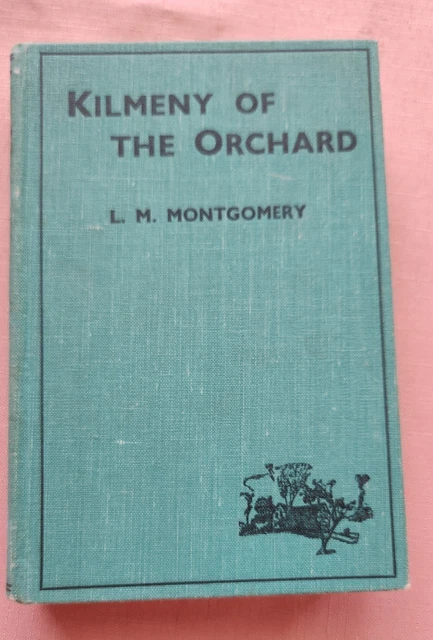 KILMENY OF
THE ORCHARD
L. M. MONTGOMERY